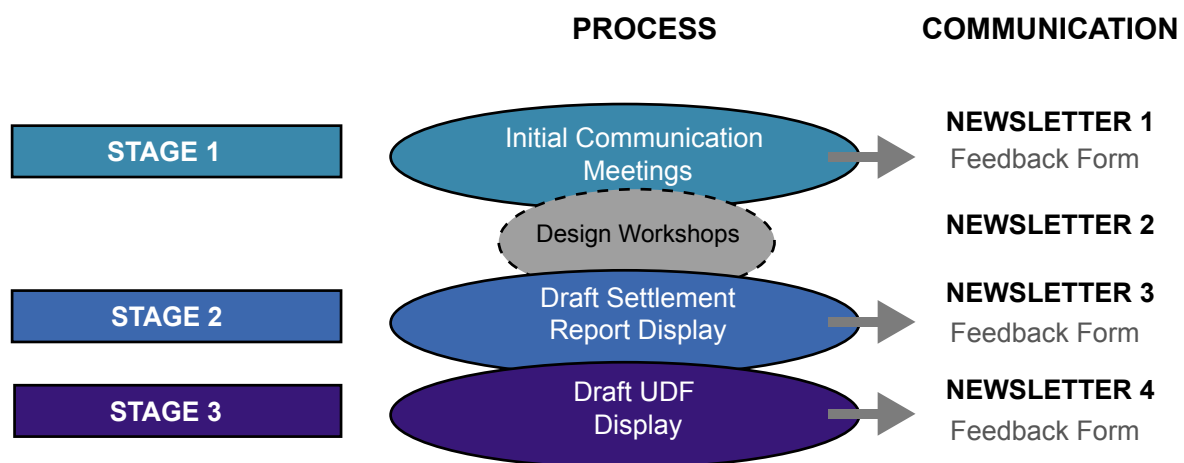 PROCESS
COMMUNICATION
STAGE 1
Initial Communication
Meetings
NEWSLETTER 1
Feedback Form
Design Workshops
NEWSLETTER 2
STAGE 2
Draft Settlement
Report Display
NEWSLETTER 3
Feedback Form
STAGE 3
Draft UDF
Display
NEWSLETTER 4
Feedback Form